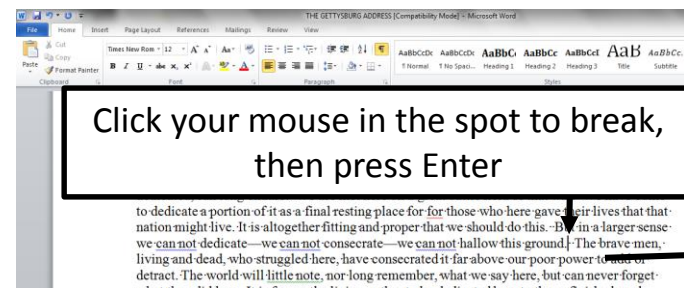 THE GETTYSBURG ADDRESS [Compatibility Mode] - Microsoft Word
File Home Insert Page Layout References Mailings Review View
Cut
Copy
Paste
Format Painter
Times New Rom 12
AaBbCcDc AaBbCcDc AaBbC AaBbCc AaBbCcI AaB AaBbCc.
¶ Normal ¶ No Spaci... Heading 1 Heading 2 Heading 3 Title Subtitle
Clipboard Font Paragraph Styles
Click your mouse in the spot to break,
then press Enter
to·dedicate·a·portion·of·it·as·a·final·resting·place·for·for·those·who·here·gave·their·lives·that·that·
nation·might·live.·It·is·altogether·fitting·and·proper·that·we·should·do·this.··But·in·a·larger·sense·
we·can·not·dedicate—we·can·not·consecrate—we·can·not·hallow·this·ground.··The·brave·men,·
living·and·dead,·who·struggled·here,·have·consecrated·it·far·above·our·poor·power·to·add·or·
detract.·The·world·will·little·note,·nor·long·remember,·what·we·say·here,·but·can·never·forget·